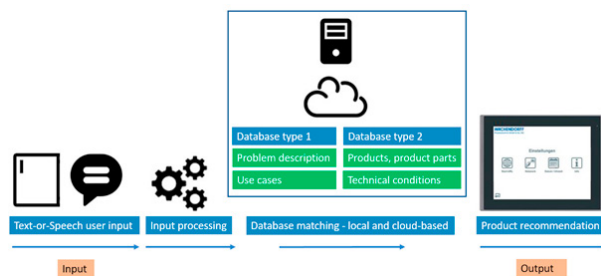 Database type 1
Database type 2
Problem description
Products, product parts
Use cases
Technical conditions
Einstellungen
Text-or-Speech user input
Input processing
Database matching - local and cloud-based
Product recommendation
Input
Output